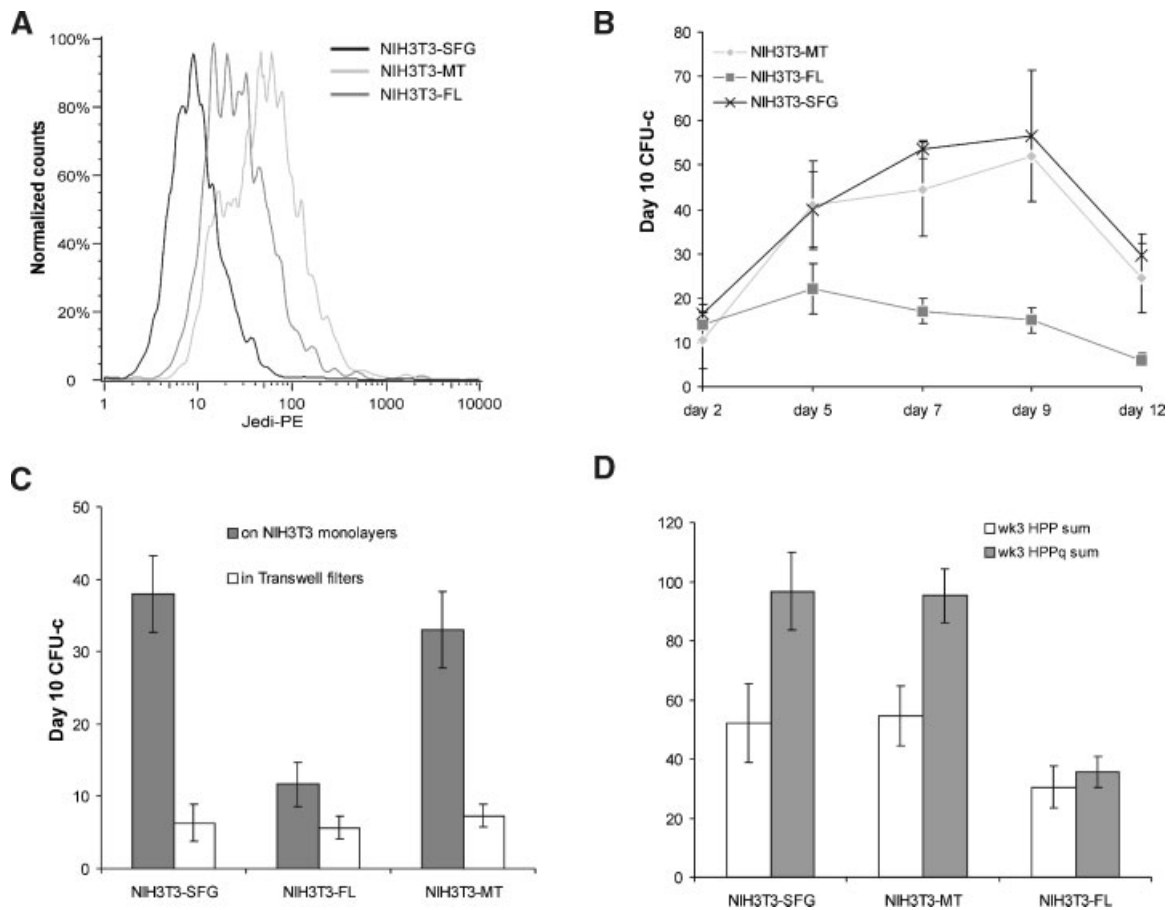 A
Normalized counts
100%
80%
60%
40%
20%
0
1
10
100
1000
10000
Jedi-PE
NIH3T3-SFG
NIH3T3-MT
NIH3T3-FL
B
Day 10 CFU-c
80
70
60
50
40
30
20
10
0
day 2
day 5
day 7
day 9
day 12
NIH3T3-MT
NIH3T3-FL
NIH3T3-SFG
C
Day 10 CFU-c
50
40
30
20
10
0
on NIH3T3 monolayers
in Transwell filters
NIH3T3-SFG
NIH3T3-FL
NIH3T3-MT
D
120
100
80
60
40
20
0
wk3 HPP sum
wk3 HPPq sum
NIH3T3-SFG
NIH3T3-MT
NIH3T3-FL